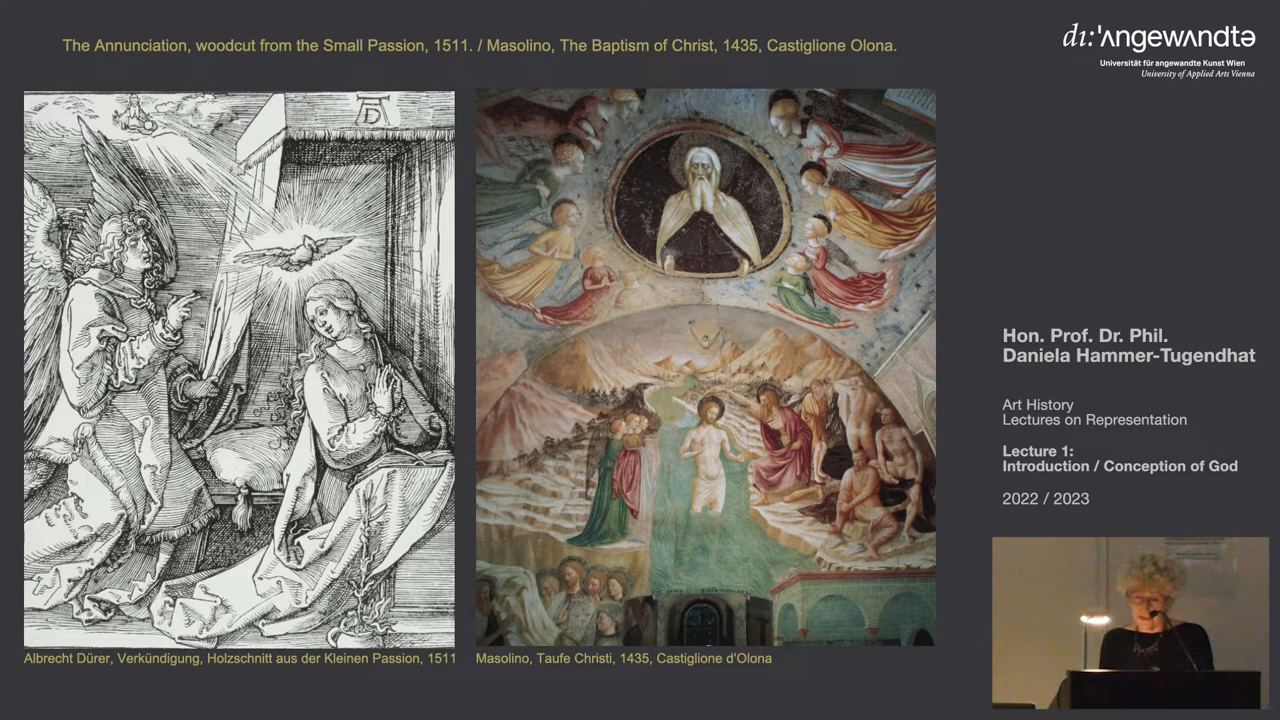 The Annunciation, woodcut from the Small Passion, 1511. / Masolino, The Baptism of Christ, 1435, Castiglione Olona.
dı:'ʌngewʌndtə
Universität für angewandte Kunst Wien
University of Applied Arts Vienna
AD
Albrecht Dürer, Verkündigung, Holzschnitt aus der Kleinen Passion, 1511
Masolino, Taufe Christi, 1435, Castiglione d'Olona
Hon. Prof. Dr. Phil.
Daniela Hammer-Tugendhat
Art History
Lectures on Representation
Lecture 1:
Introduction / Conception of God
2022 / 2023